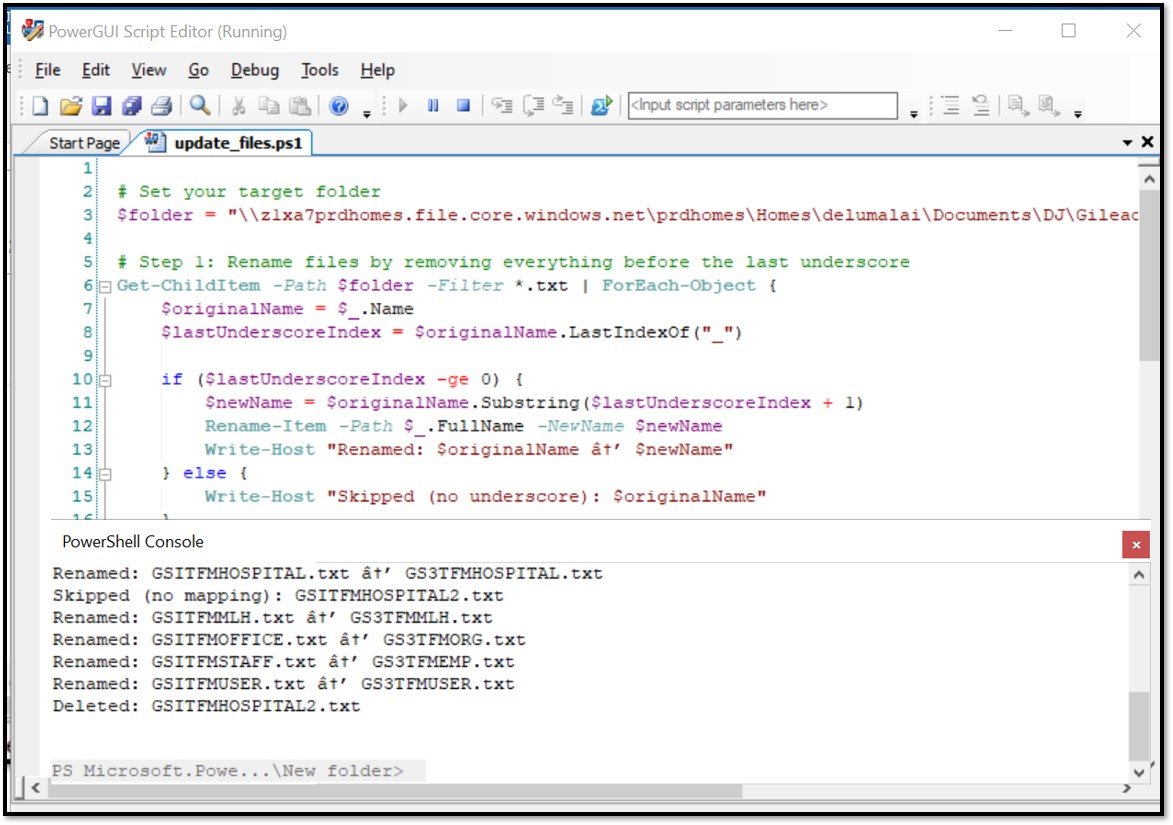 PowerGUI Script Editor (Running)
File Edit View Go Debug Tools Help
<Input script parameters here>
Start Page update_files.ps1
1
2 # Set your target folder
3 $folder = "\\zlxa7prdhomes.file.core.windows.net\prdhomes\Homes\delumalai\Documents\DJ\Gileac
4
5 # Step 1: Rename files by removing everything before the last underscore
6 Get-ChildItem -Path $folder -Filter *.txt | ForEach-Object {
7 $originalName = $_.Name
8 $lastUnderscoreIndex = $originalName.LastIndexOf("_")
9
10 if ($lastUnderscoreIndex -ge 0) {
11 $newName = $originalName.Substring($lastUnderscoreIndex + 1)
12 Rename-Item -Path $_.FullName -NewName $newName
13 Write-Host "Renamed: $originalName â†’ $newName"
14 } else {
15 Write-Host "Skipped (no underscore): $originalName"
16 }
PowerShell Console
Renamed: GSITFMHOSPITAL.txt â†’ GS3TFMHOSPITAL.txt
Skipped (no mapping): GSITFMHOSPITAL2.txt
Renamed: GSITFMMLH.txt â†’ GS3TFMMLH.txt
Renamed: GSITFMOFFICE.txt â†’ GS3TFMORG.txt
Renamed: GSITFMSTAFF.txt â†’ GS3TFMEMP.txt
Renamed: GSITFMUSER.txt â†’ GS3TFMUSER.txt
Deleted: GSITFMHOSPITAL2.txt
PS Microsoft.Powe...\New folder>